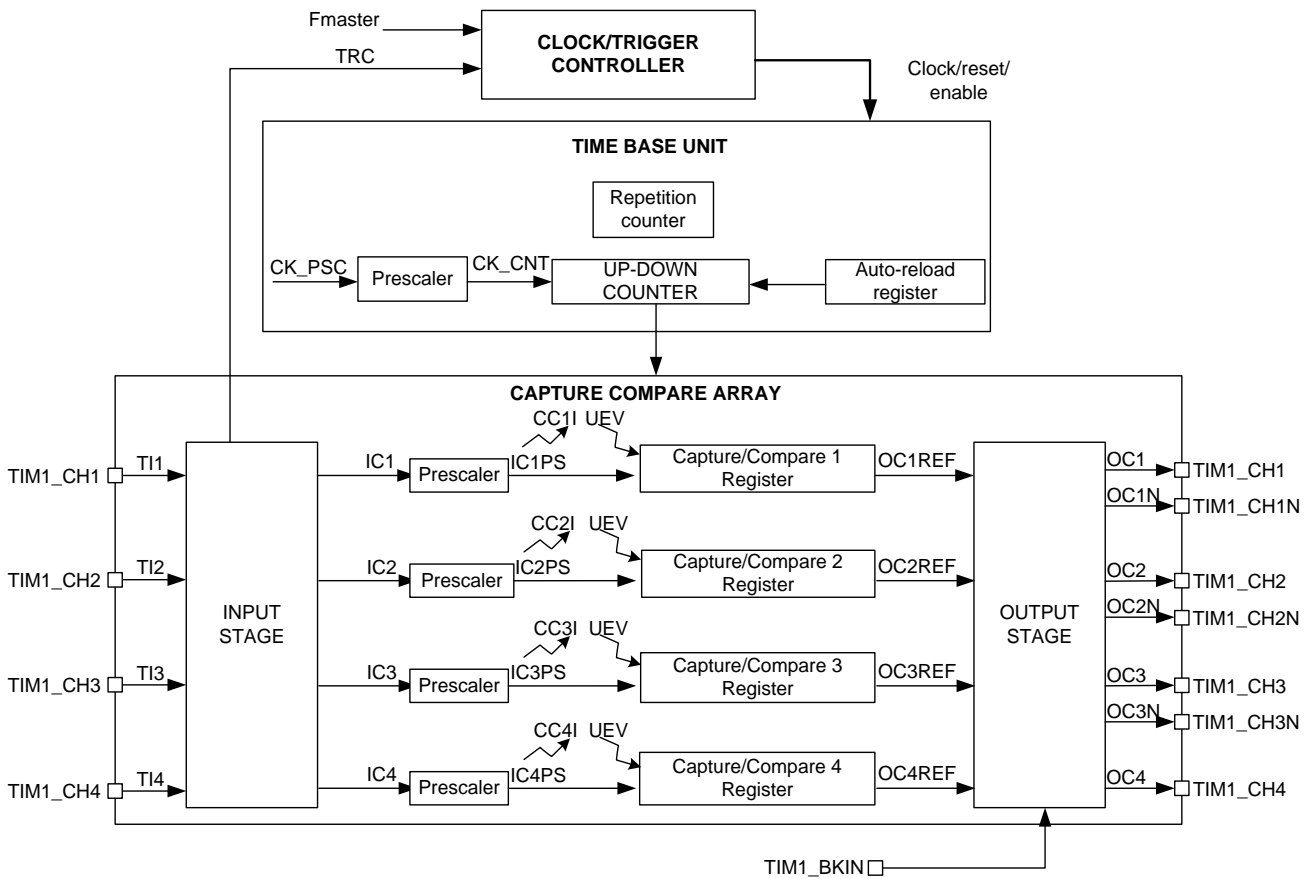 Fmaster
TRC
CLOCK/TRIGGER
CONTROLLER
Clock/reset/
enable
TIME BASE UNIT
Repetition
counter
CK_PSC
Prescaler
CK_CNT
UP-DOWN
COUNTER
Auto-reload
register
CAPTURE COMPARE ARRAY
TIM1_CH1
TI1
INPUT
STAGE
IC1
Prescaler
IC1PS
CC1I
UEV
Capture/Compare 1
Register
OC1REF
OUTPUT
STAGE
OC1
TIM1_CH1
OC1N
TIM1_CH1N
TIM1_CH2
TI2
IC2
Prescaler
IC2PS
CC2I
UEV
Capture/Compare 2
Register
OC2REF
OC2
TIM1_CH2
OC2N
TIM1_CH2N
TIM1_CH3
TI3
IC3
Prescaler
IC3PS
CC3I
UEV
Capture/Compare 3
Register
OC3REF
OC3
TIM1_CH3
OC3N
TIM1_CH3N
TIM1_CH4
TI4
IC4
Prescaler
IC4PS
CC4I
UEV
Capture/Compare 4
Register
OC4REF
OC4
TIM1_CH4
TIM1_BKIN